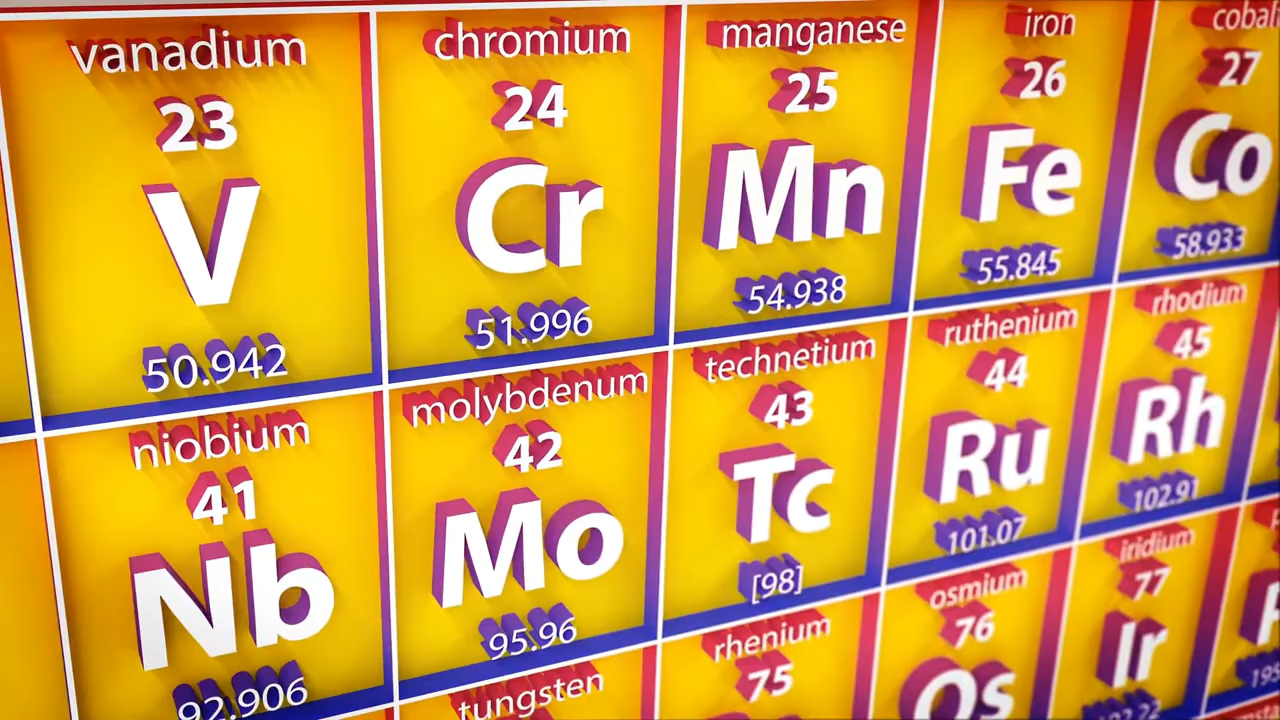 vanadium
23
V
50.942
chromium
24
Cr
51.996
manganese
25
Mn
54.938
iron
26
Fe
55.845
cobal
27
Co
58.933
niobium
41
Nb
92.906
molybdenum
42
Mo
95.96
technetium
43
Tc
[98]
ruthenium
44
Ru
101.07
rhodium
45
Rh
102.91
tungsten
rhenium
75
osmium
76
Os
iridium
77
Ir